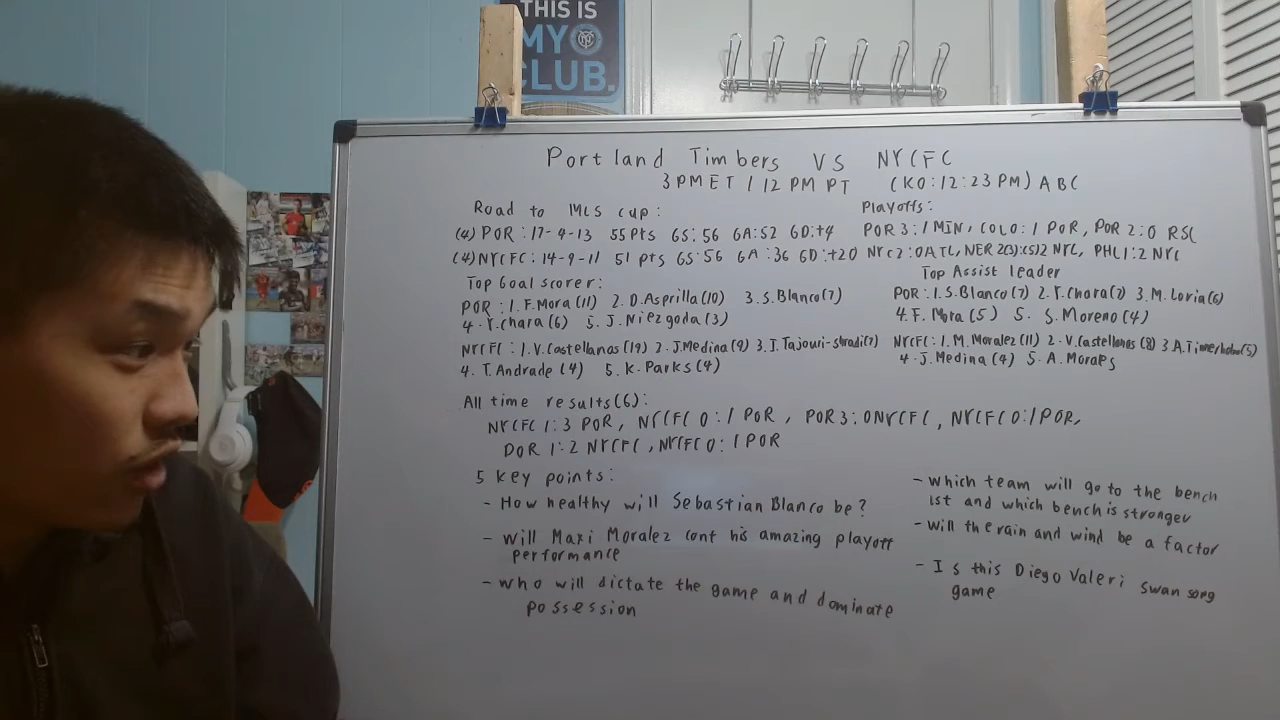 THIS IS
MY
CLUB.
Portland Timbers VS NYCFC
3 PM ET / 12 PM PT (KO:12:23 PM) ABC
Road to MLS cup:
(4) POR : 17-4-13 55 Pts GS: 56 GA: 52 GD:+4
(4) NYCFC : 14-9-11 51 pts GS:56 GA : 36 GD :+20
Playoffs:
POR 3:1 MIN, COLO:1 POR, POR 2:0 RSL
NYC2:0ATL, NER 2(3):(5)2 NYC, PHL1:2 NYC
Top Goal scorer:
POR: 1. F. Mora (11) 2. D. Asprilla (10) 3. S. Blanco (7)
4. Y. Chara (6) 5. J. Niezgoda (3)
NYCFC : 1. V. Castellanas (19) 2. J. Medina (9) 3. I. Tajouri-shradi(?)
4. T. Andrade (4) 5. K. Parks (4)
Top Assist leader
POR: 1. S. Blanco (7) 2. Y. Chara (7) 3. M. Loria (6)
4. F. Mora (5) 5. S. Moreno (4)
NYCFC: 1. M. Moralez (11) 2. V. Castellanos (8) 3 A. (5)
4. J. Medina (4) 5. A. Morales
All time results (6) :
NYCFC 1:3 POR, NYCFC 0:1 POR , POR 3:0 NYCFC , NYCFC 0:1 POR,
POR 1:2 NYCFC , NYCFC 0:1 POR
5 key points:
- How healthy will Sebastian Blanco be?
- will Maxi Moralez cont his amazing playoff
performance
- who will dictate the game and dominate
possession
- which team will go to the bench
1st and which bench is stronger
- will the rain and wind be a factor
- Is this Diego Valeri swan song
game